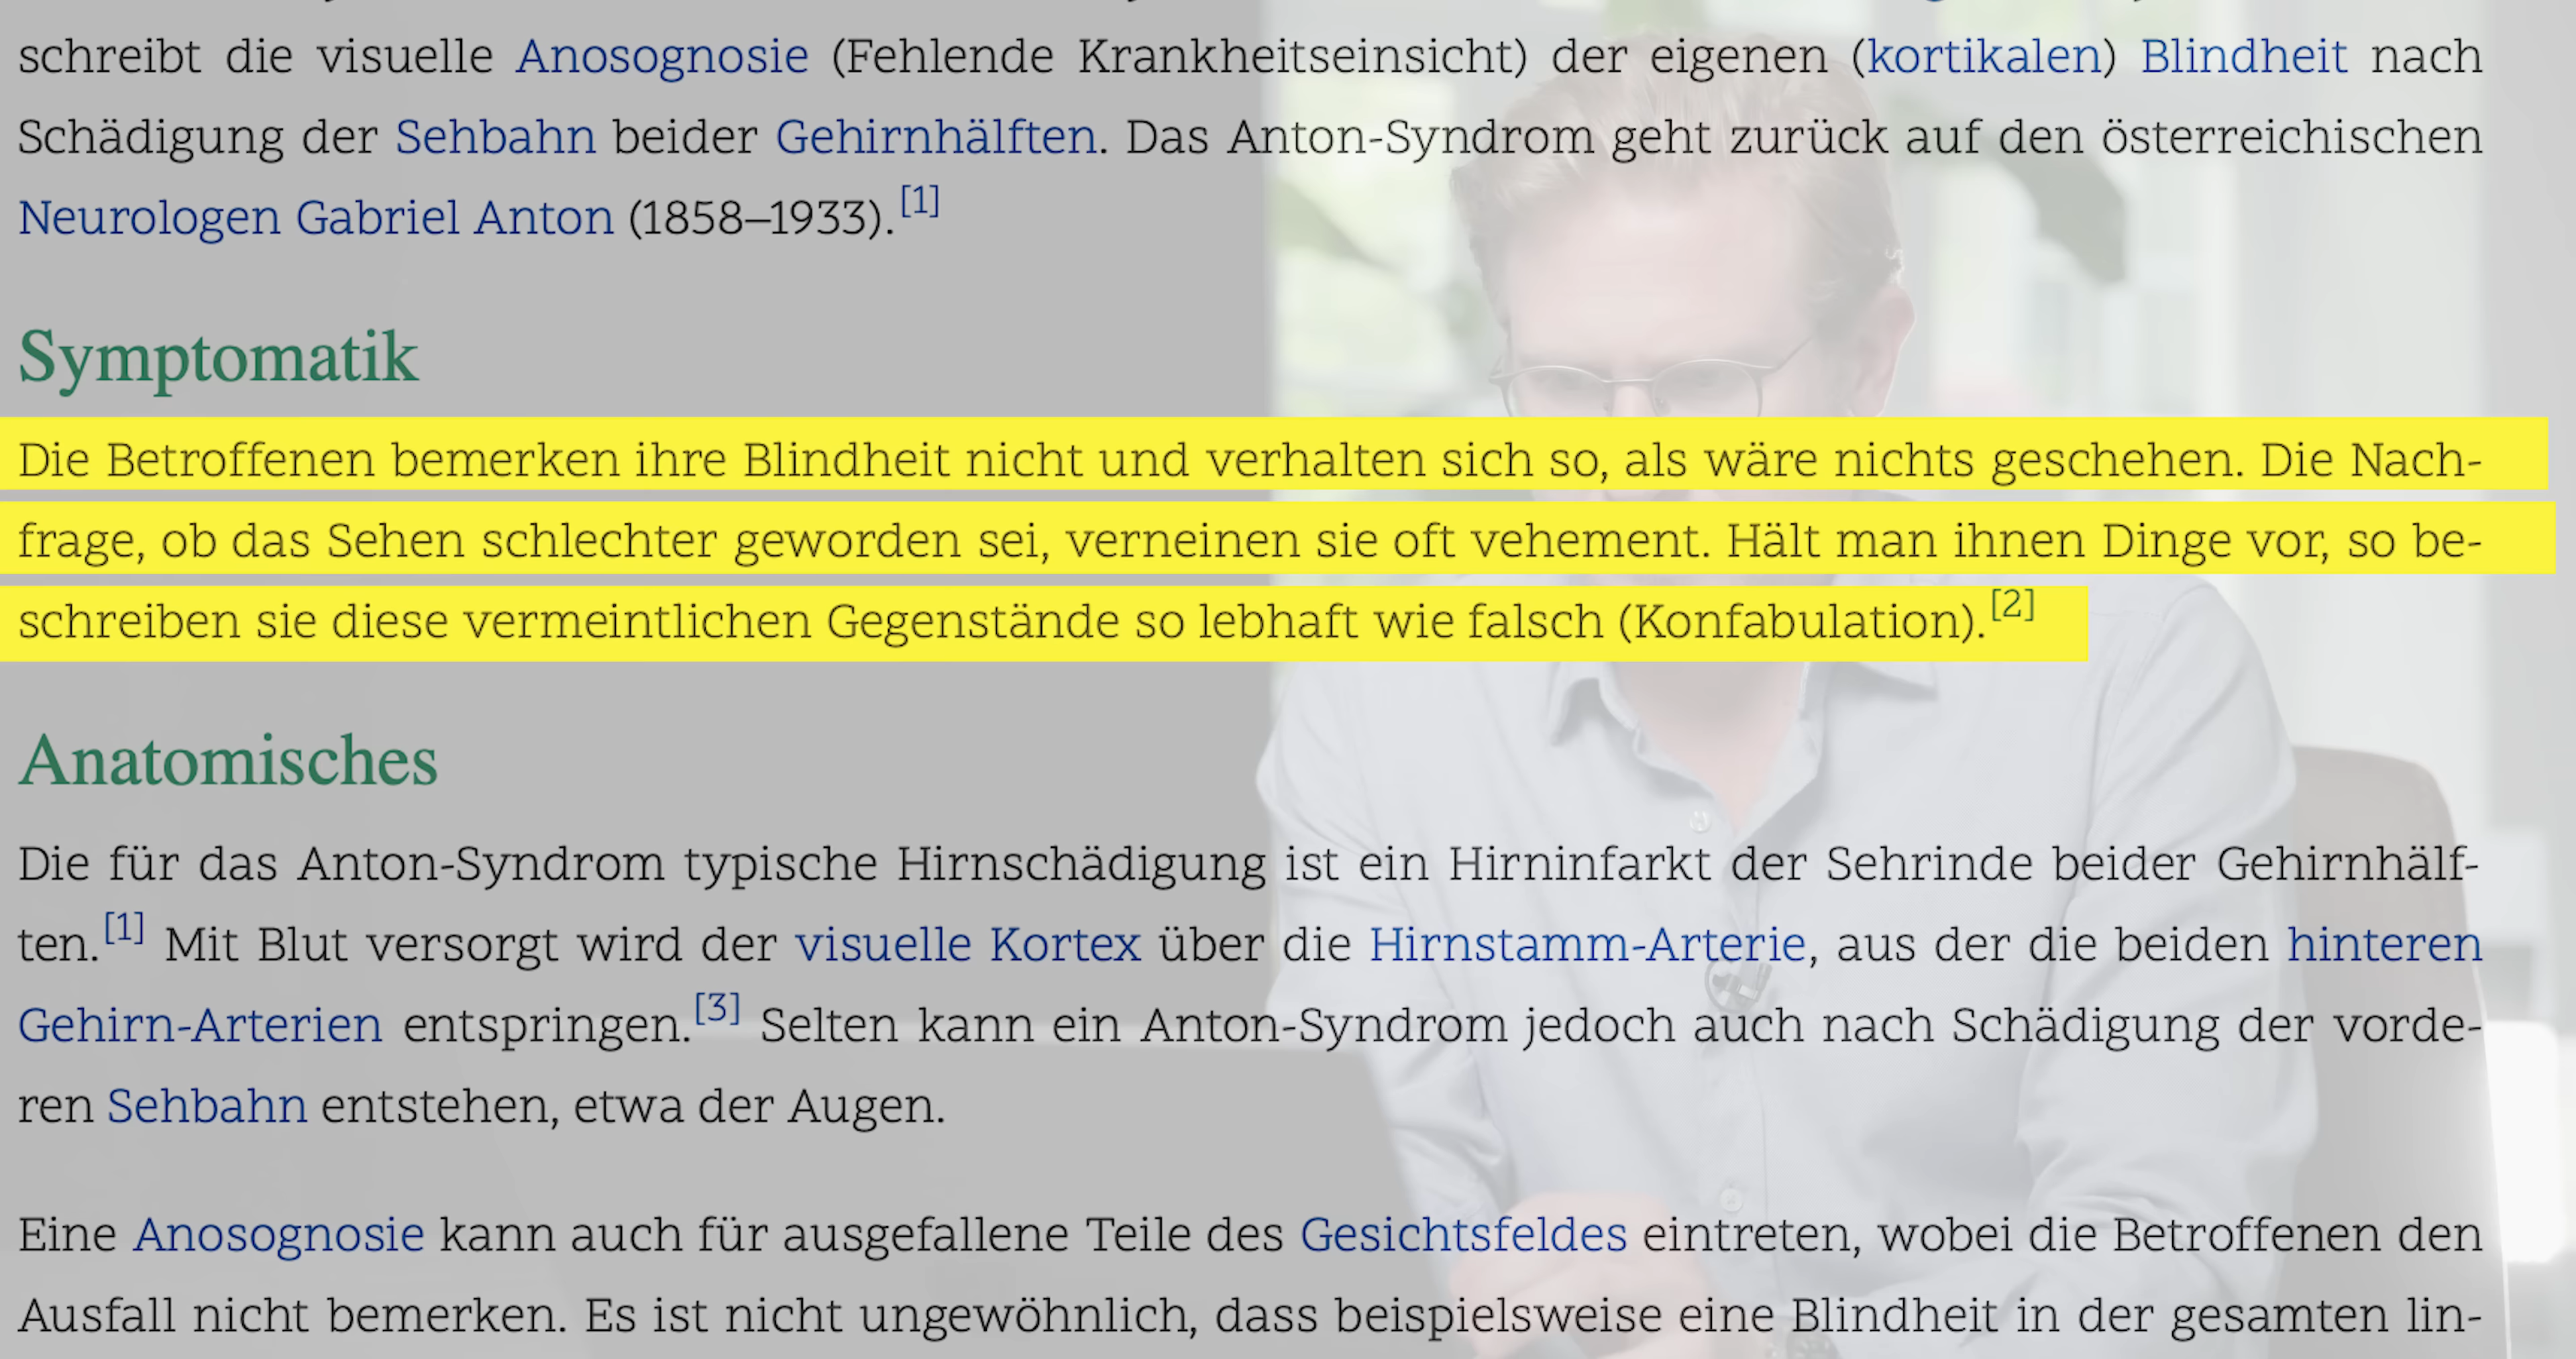 schreibt die visuelle Anosognosie (Fehlende Krankheitseinsicht) der eigenen (kortikalen) Blindheit nach
Schädigung der Sehbahn beider Gehirnhälften. Das Anton-Syndrom geht zurück auf den österreichischen
Neurologen Gabriel Anton (1858–1933).[1]
Symptomatik
Die Betroffenen bemerken ihre Blindheit nicht und verhalten sich so, als wäre nichts geschehen. Die Nach-
frage, ob das Sehen schlechter geworden sei, verneinen sie oft vehement. Hält man ihnen Dinge vor, so be-
schreiben sie diese vermeintlichen Gegenstände so lebhaft wie falsch (Konfabulation).[2]
Anatomisches
Die für das Anton-Syndrom typische Hirnschädigung ist ein Hirninfarkt der Sehrinde beider Gehirnhälf-
ten.[1] Mit Blut versorgt wird der visuelle Kortex über die Hirnstamm-Arterie, aus der die beiden hinteren
Gehirn-Arterien entspringen.[3] Selten kann ein Anton-Syndrom jedoch auch nach Schädigung der vorde-
ren Sehbahn entstehen, etwa der Augen.
Eine Anosognosie kann auch für ausgefallene Teile des Gesichtsfeldes eintreten, wobei die Betroffenen den
Ausfall nicht bemerken. Es ist nicht ungewöhnlich, dass beispielsweise eine Blindheit in der gesamten lin-